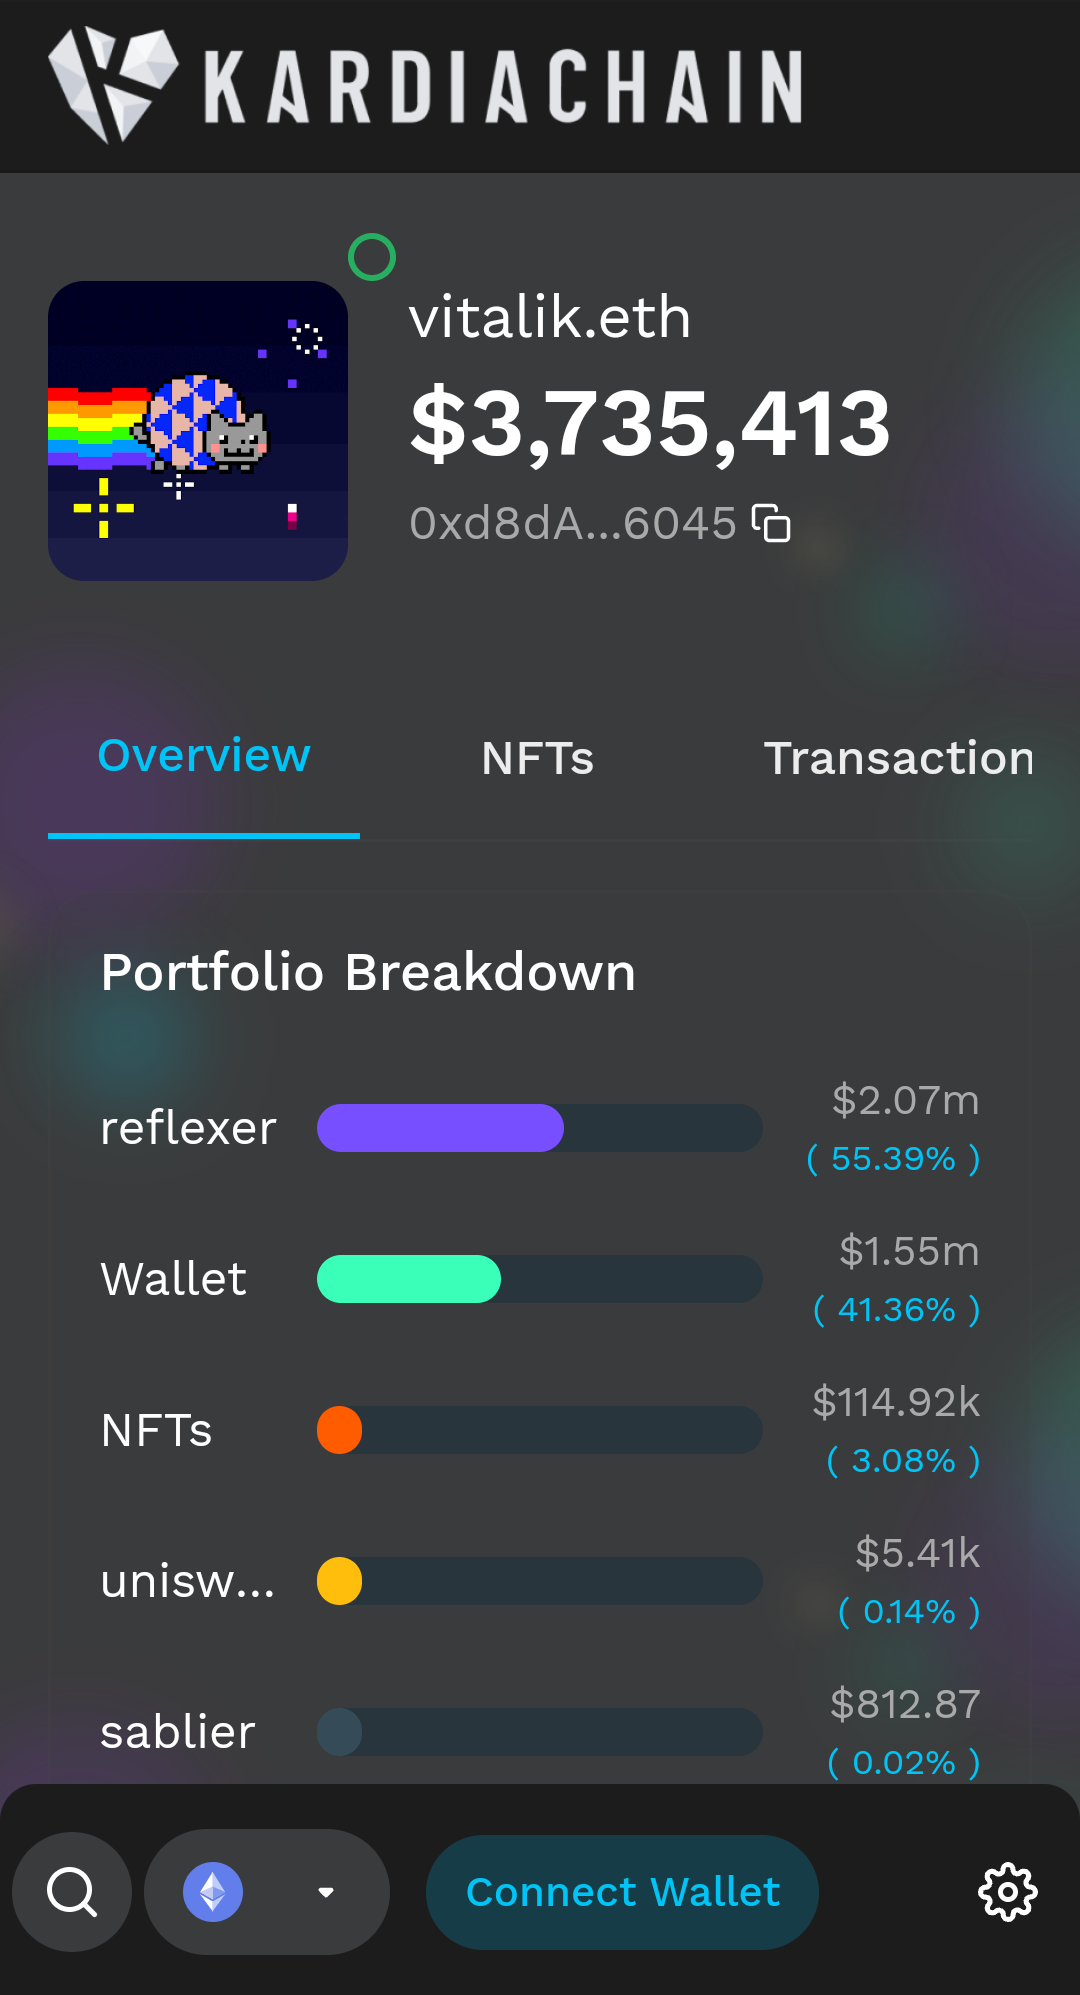 KARDIACHAIN
vitalik.eth
$3,735,413
0xd8dA...6045
Overview NFTs Transaction
Portfolio Breakdown
reflexer $2.07m
( 55.39% )
Wallet $1.55m
( 41.36% )
NFTs $114.92k
( 3.08% )
unisw... $5.41k
( 0.14% )
sablier $812.87
( 0.02% )
Connect Wallet